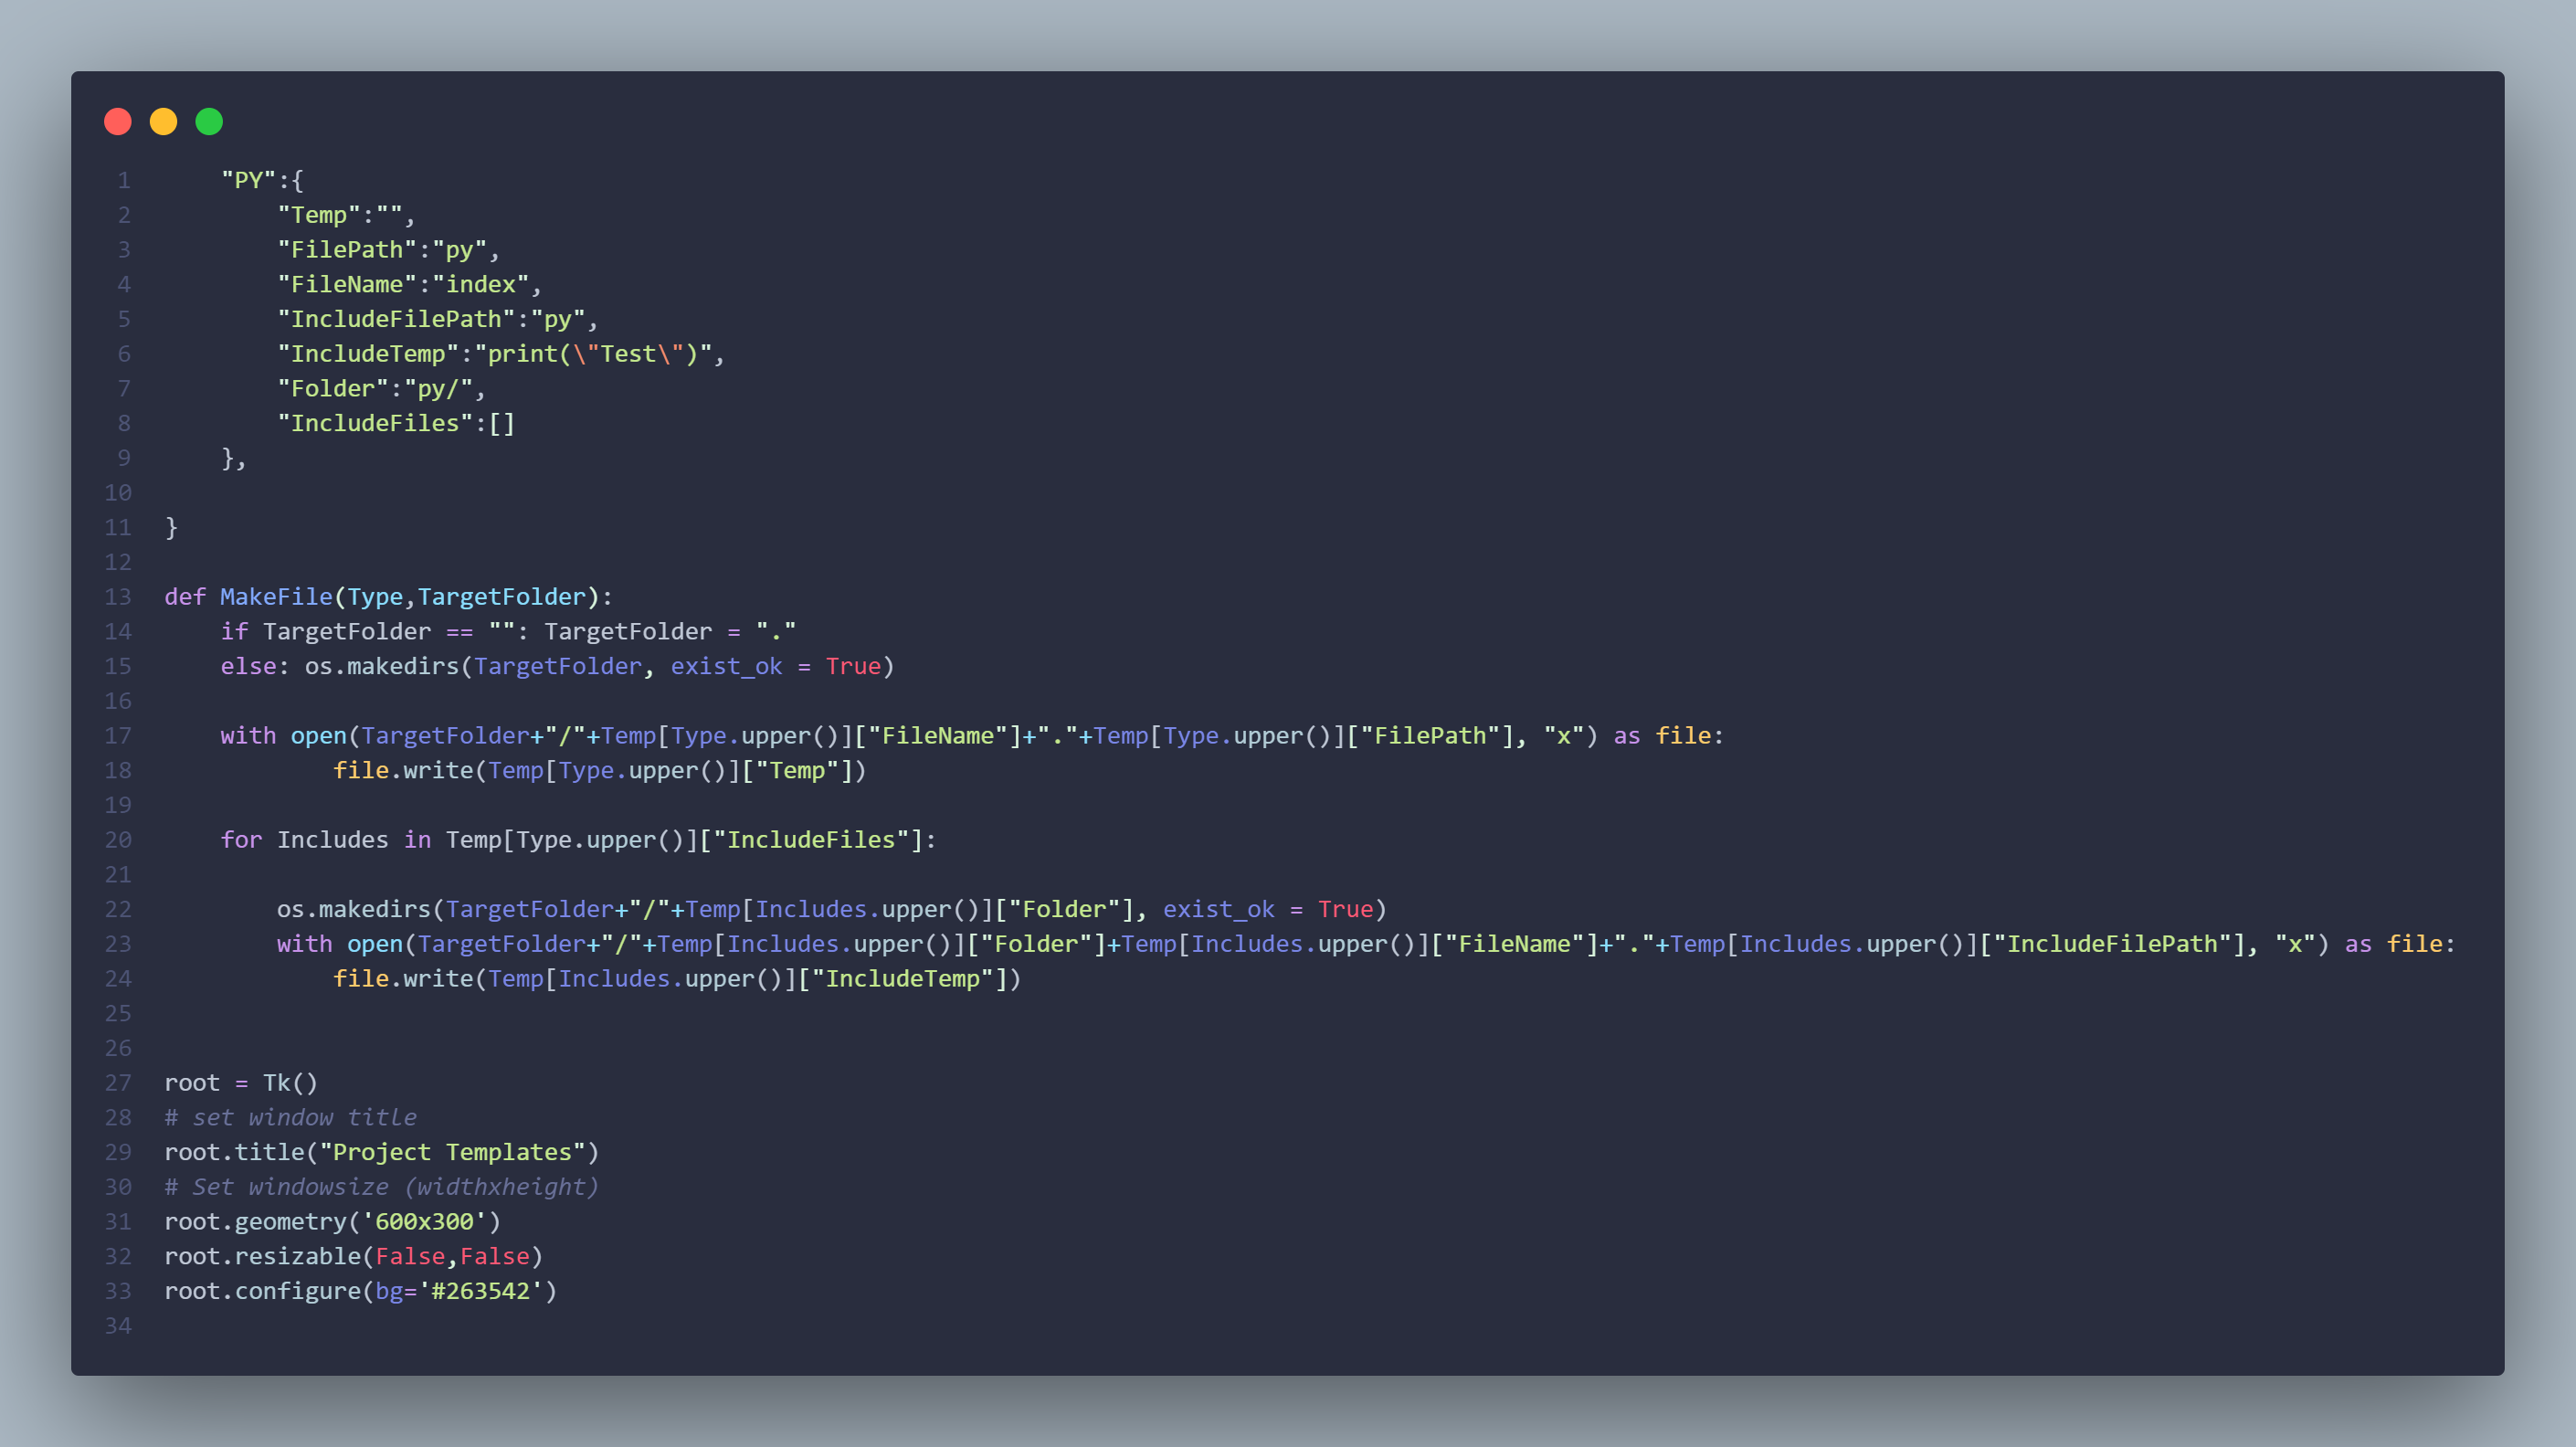 1 "PY":{
2 "Temp":"",
3 "FilePath":"py",
4 "FileName":"index",
5 "IncludeFilePath":"py",
6 "IncludeTemp":"print(\"Test\")",
7 "Folder":"py/",
8 "IncludeFiles":[]
9 },
10
11 }
12
13 def MakeFile(Type,TargetFolder):
14 if TargetFolder == "": TargetFolder = "."
15 else: os.makedirs(TargetFolder, exist_ok = True)
16
17 with open(TargetFolder+"/"+Temp[Type.upper()]["FileName"]+"."+Temp[Type.upper()]["FilePath"], "x") as file:
18 file.write(Temp[Type.upper()]["Temp"])
19
20 for Includes in Temp[Type.upper()]["IncludeFiles"]:
21
22 os.makedirs(TargetFolder+"/"+Temp[Includes.upper()]["Folder"], exist_ok = True)
23 with open(TargetFolder+"/"+Temp[Includes.upper()]["Folder"]+Temp[Includes.upper()]["FileName"]+"."+Temp[Includes.upper()]["IncludeFilePath"], "x") as file:
24 file.write(Temp[Includes.upper()]["IncludeTemp"])
25
26
27 root = Tk()
28 # set window title
29 root.title("Project Templates")
30 # Set windowsize (widthxheight)
31 root.geometry('600x300')
32 root.resizable(False,False)
33 root.configure(bg='#263542')
34